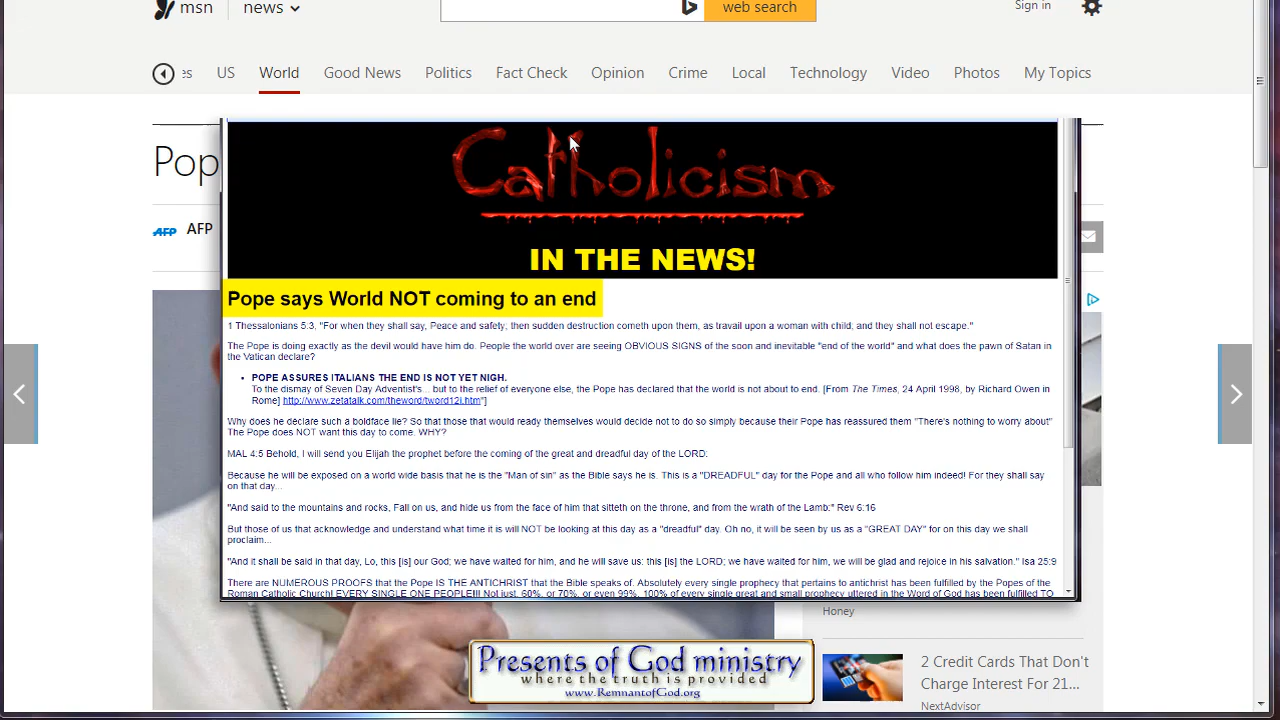 msn news web search Sign in
es US World Good News Politics Fact Check Opinion Crime Local Technology Video Photos My Topics
Pop
AFP AFP
Catholicism
IN THE NEWS!
Pope says World NOT coming to an end
1 Thessalonians 5:3, "For when they shall say, Peace and safety; then sudden destruction cometh upon them, as travail upon a woman with child; and they shall not escape."
The Pope is doing exactly as the devil would have him do. People the world over are seeing OBVIOUS SIGNS of the soon and inevitable "end of the world" and what does the pawn of Satan in
the Vatican declare?
• POPE ASSURES ITALIANS THE END IS NOT YET NIGH.
To the dismay of Seven Day Adventist's... but to the relief of everyone else, the Pope has declared that the world is not about to end. [From The Times, 24 April 1998, by Richard Owen in
Rome] http://www.zetatalk.com/theword/tword12i.htm"]
Why does he declare such a boldface lie? So that those that would ready themselves would decide not to do so simply because their Pope has reassured them "There's nothing to worry about"
The Pope does NOT want this day to come. WHY?
MAL 4:5 Behold, I will send you Elijah the prophet before the coming of the great and dreadful day of the LORD:
Because he will be exposed on a world wide basis that he is the "Man of sin" as the Bible says he is. This is a "DREADFUL" day for the Pope and all who follow him indeed! For they shall say
on that day...
"And said to the mountains and rocks, Fall on us, and hide us from the face of him that sitteth on the throne, and from the wrath of the Lamb:" Rev 6:16
But those of us that acknowledge and understand what time it is will NOT be looking at this day as a "dreadful" day. Oh no, it will be seen by us as a "GREAT DAY" for on this day we shall
proclaim...
"And it shall be said in that day, Lo, this [is] our God; we have waited for him, and he will save us: this [is] the LORD; we have waited for him, we will be glad and rejoice in his salvation." Isa 25:9
There are NUMEROUS PROOFS that the Pope IS THE ANTICHRIST that the Bible speaks of. Absolutely every single prophecy that pertains to antichrist has been fulfilled by the Popes of the
Roman Catholic Church! EVERY SINGLE ONE PEOPLE!!! Not just, 60%, or 70%, or even 99%, 100% of every single great and small prophecy uttered in the Word of God has been fulfilled TO
Honey
2 Credit Cards That Don't
Charge Interest For 21...
NextAdvisor
Presents of God ministry
where the truth is provided
www.RemnantofGod.org